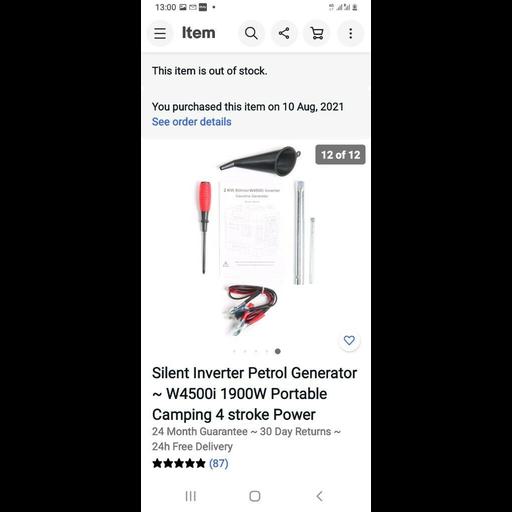 13:00
Item
This item is out of stock.
You purchased this item on 10 Aug, 2021
See order details
12 of 12
Silent Inverter Petrol Generator
~ W4500i 1900W Portable
Camping 4 stroke Power
24 Month Guarantee ~ 30 Day Returns ~
24h Free Delivery
(87)